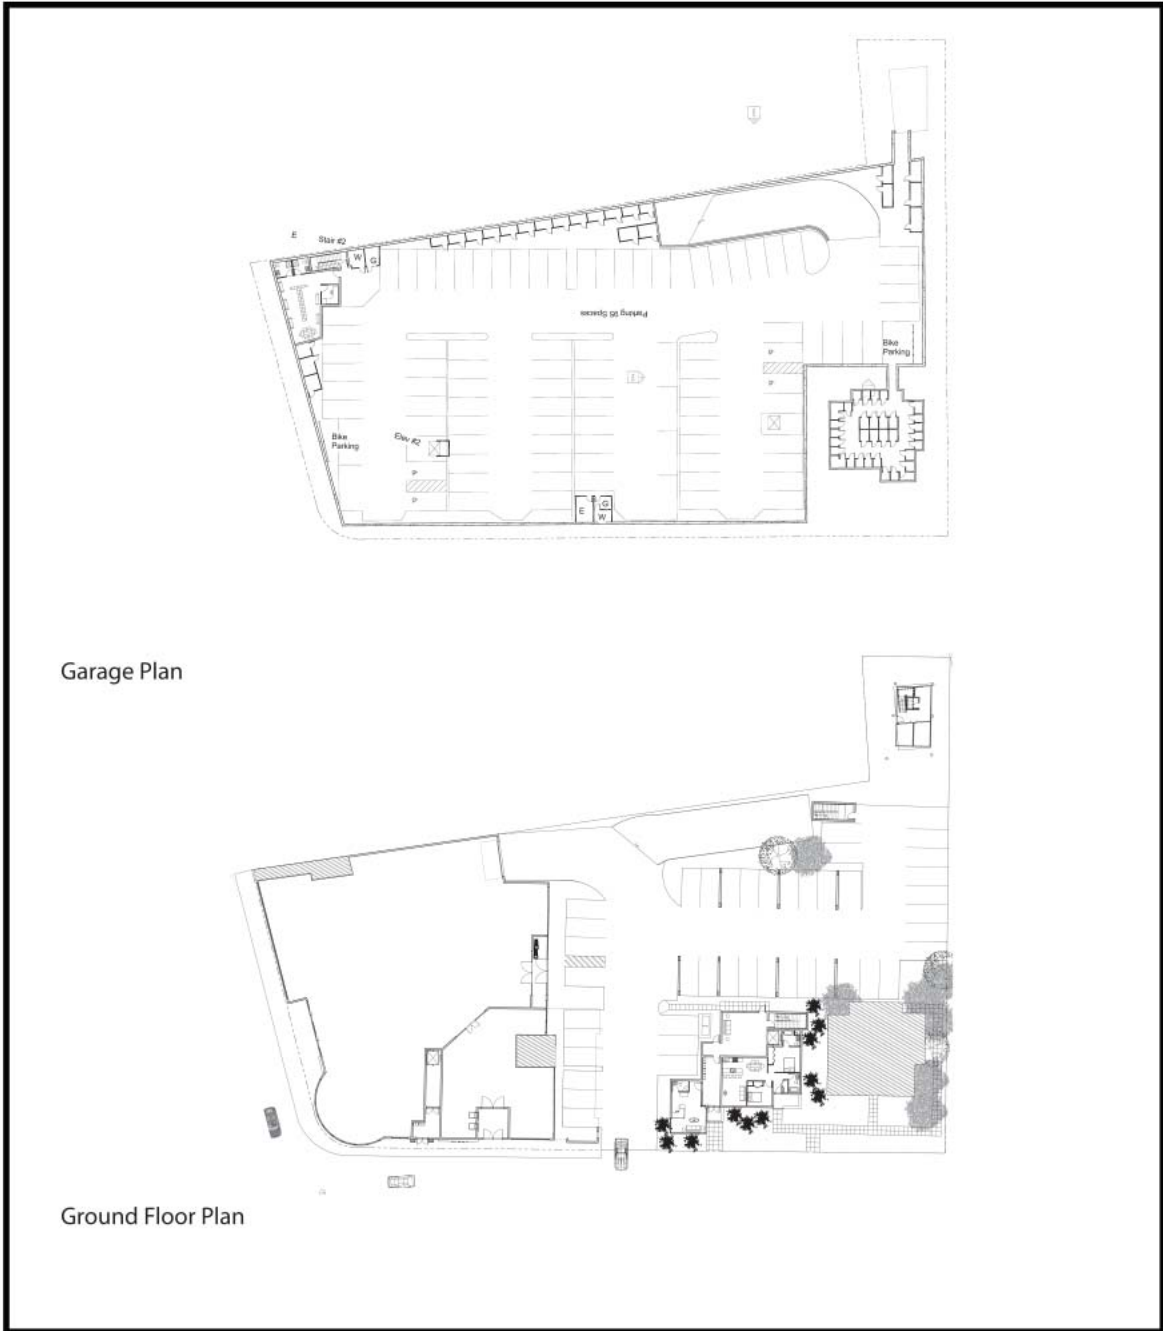 E
Stair #2
W
G
Parking 95 Spaces
Bike
Parking
P
P
Bike
Parking
Elev #2
P
P
E
G
W
Garage Plan
Ground Floor Plan